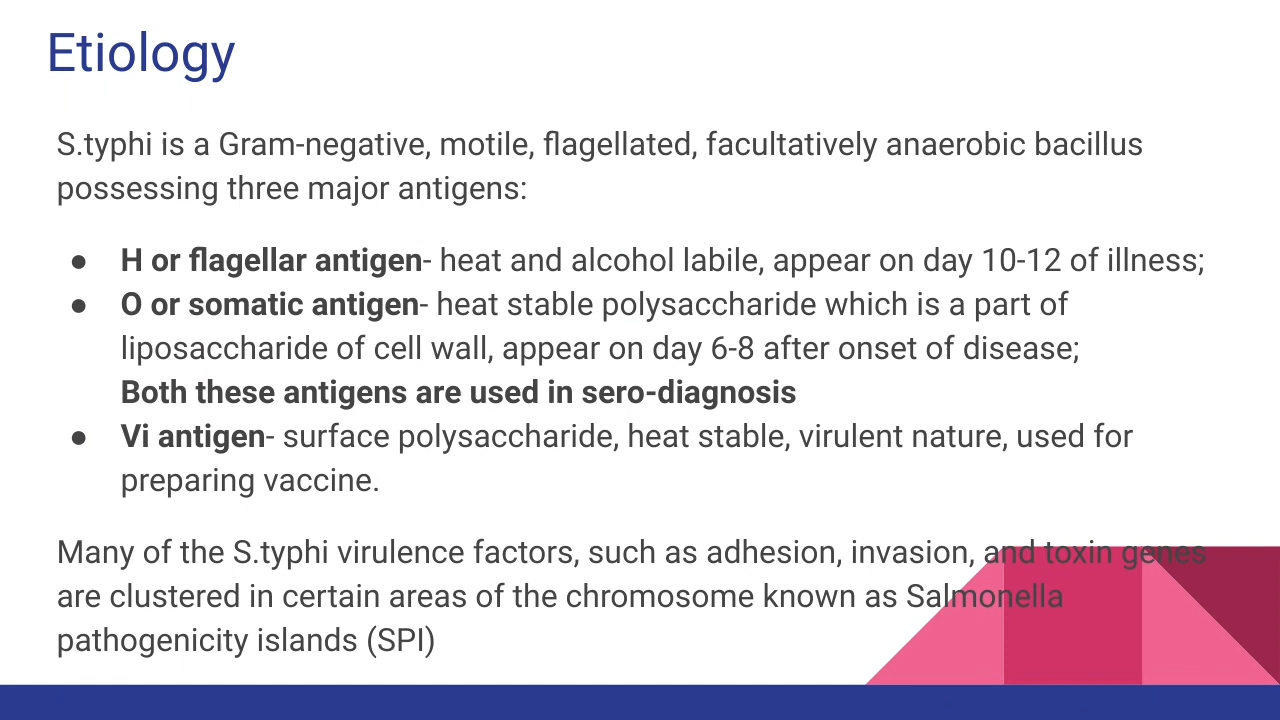 Etiology
S.typhi is a Gram-negative, motile, flagellated, facultatively anaerobic bacillus
possessing three major antigens:
● H or flagellar antigen- heat and alcohol labile, appear on day 10-12 of illness;
● O or somatic antigen- heat stable polysaccharide which is a part of
liposaccharide of cell wall, appear on day 6-8 after onset of disease;
Both these antigens are used in sero-diagnosis
● Vi antigen- surface polysaccharide, heat stable, virulent nature, used for
preparing vaccine.
Many of the S.typhi virulence factors, such as adhesion, invasion, and toxin genes
are clustered in certain areas of the chromosome known as Salmonella
pathogenicity islands (SPI)